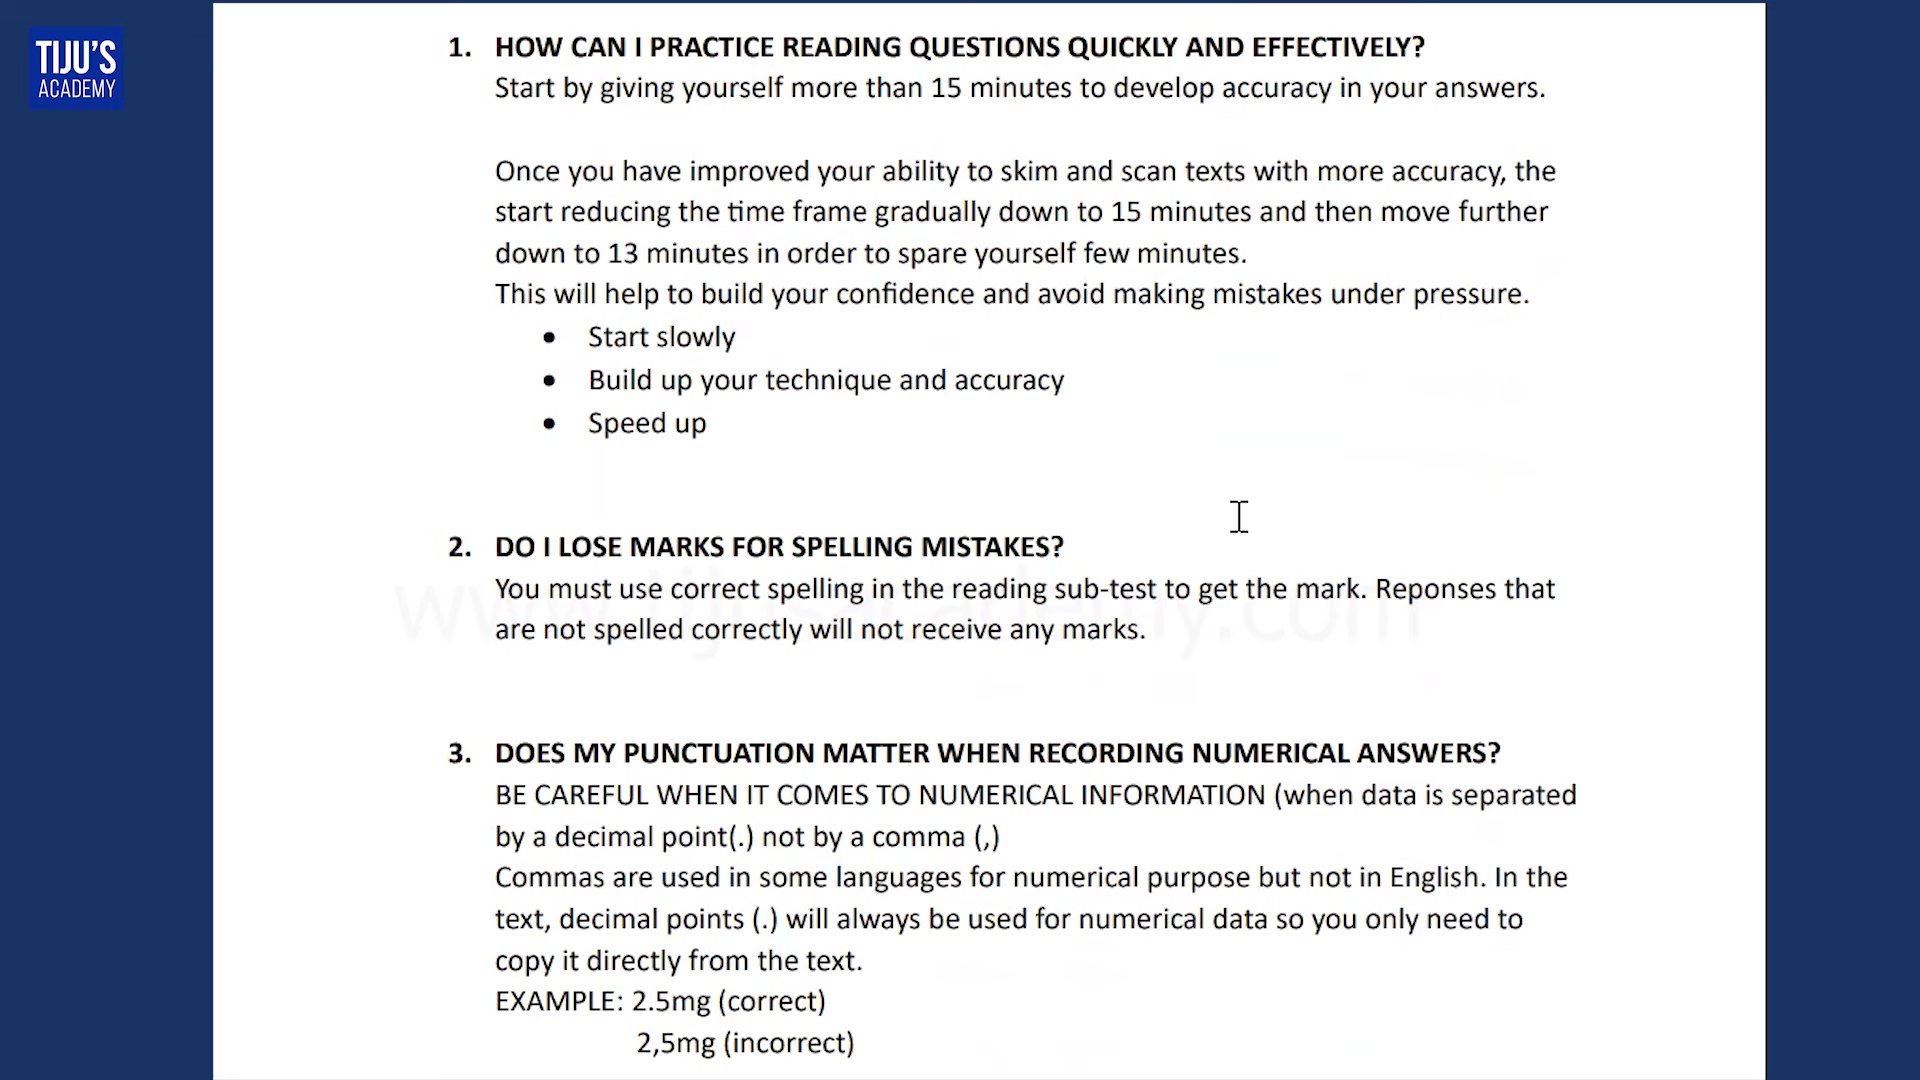 TIJU'S
ACADEMY
1. HOW CAN I PRACTICE READING QUESTIONS QUICKLY AND EFFECTIVELY?
Start by giving yourself more than 15 minutes to develop accuracy in your answers.
Once you have improved your ability to skim and scan texts with more accuracy, the
start reducing the time frame gradually down to 15 minutes and then move further
down to 13 minutes in order to spare yourself few minutes.
This will help to build your confidence and avoid making mistakes under pressure.
• Start slowly
• Build up your technique and accuracy
• Speed up
2. DO I LOSE MARKS FOR SPELLING MISTAKES?
You must use correct spelling in the reading sub-test to get the mark. Reponses that
are not spelled correctly will not receive any marks.
www.tijusacademy.com
3. DOES MY PUNCTUATION MATTER WHEN RECORDING NUMERICAL ANSWERS?
BE CAREFUL WHEN IT COMES TO NUMERICAL INFORMATION (when data is separated
by a decimal point(.) not by a comma (,)
Commas are used in some languages for numerical purpose but not in English. In the
text, decimal points (.) will always be used for numerical data so you only need to
copy it directly from the text.
EXAMPLE: 2.5mg (correct)
2,5mg (incorrect)